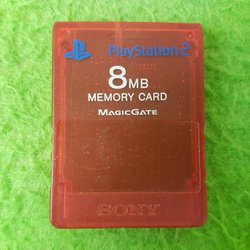 PlayStation 2
8MB
MEMORY CARD
MAGICGATE
SONY